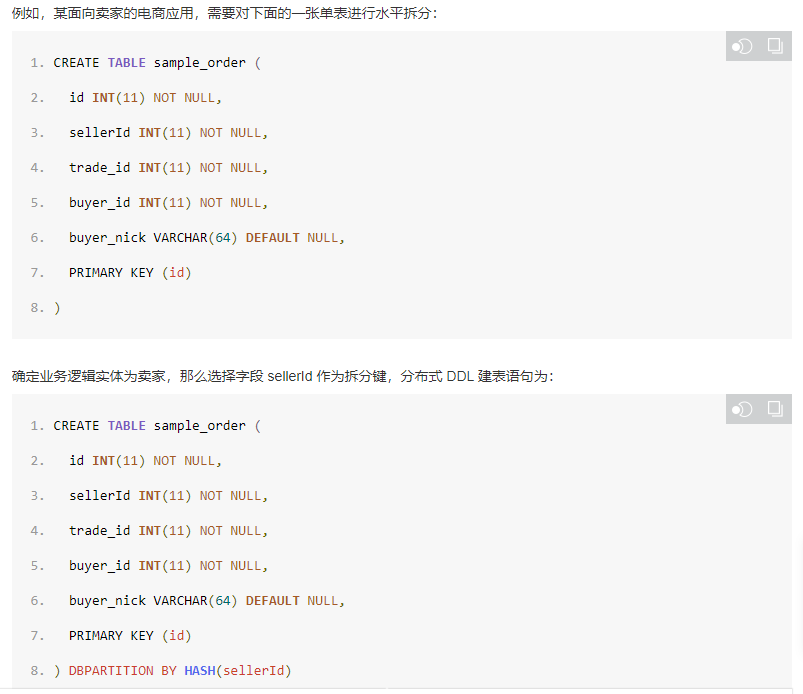 例如，某面向卖家的电商应用，需要对下面的一张单表进行水平拆分：
1. CREATE TABLE sample_order (
2. id INT(11) NOT NULL,
3. sellerId INT(11) NOT NULL,
4. trade_id INT(11) NOT NULL,
5. buyer_id INT(11) NOT NULL,
6. buyer_nick VARCHAR(64) DEFAULT NULL,
7. PRIMARY KEY (id)
8. )
确定业务逻辑实体为卖家，那么选择字段 sellerId 作为拆分键，分布式 DDL 建表语句为：
1. CREATE TABLE sample_order (
2. id INT(11) NOT NULL,
3. sellerId INT(11) NOT NULL,
4. trade_id INT(11) NOT NULL,
5. buyer_id INT(11) NOT NULL,
6. buyer_nick VARCHAR(64) DEFAULT NULL,
7. PRIMARY KEY (id)
8. ) DBPARTITION BY HASH(sellerId)